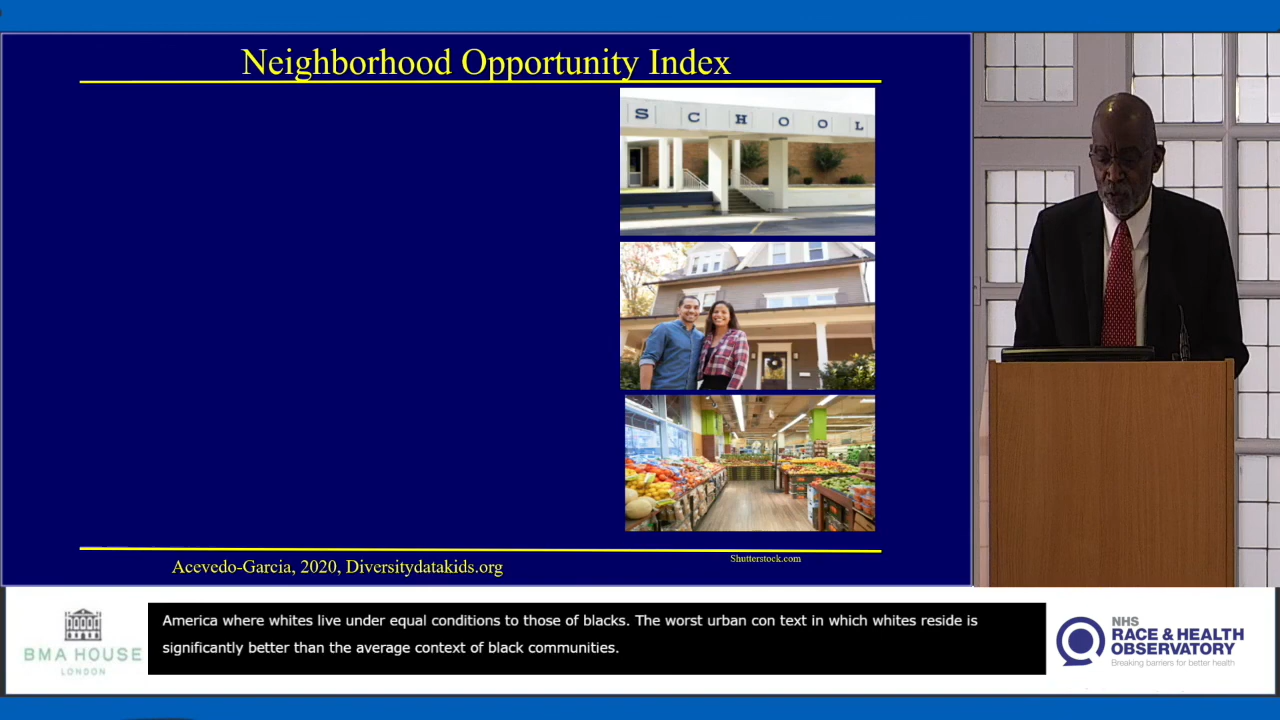 Neighborhood Opportunity Index
SCHOOL
Shutterstock.com
Acevedo-Garcia, 2020, Diversitydatakids.org
America where whites live under equal conditions to those of blacks. The worst urban con text in which whites reside is
significantly better than the average context of black communities.
BMA HOUSE
LONDON
NHS
RACE & HEALTH
OBSERVATORY
Breaking barriers for better health